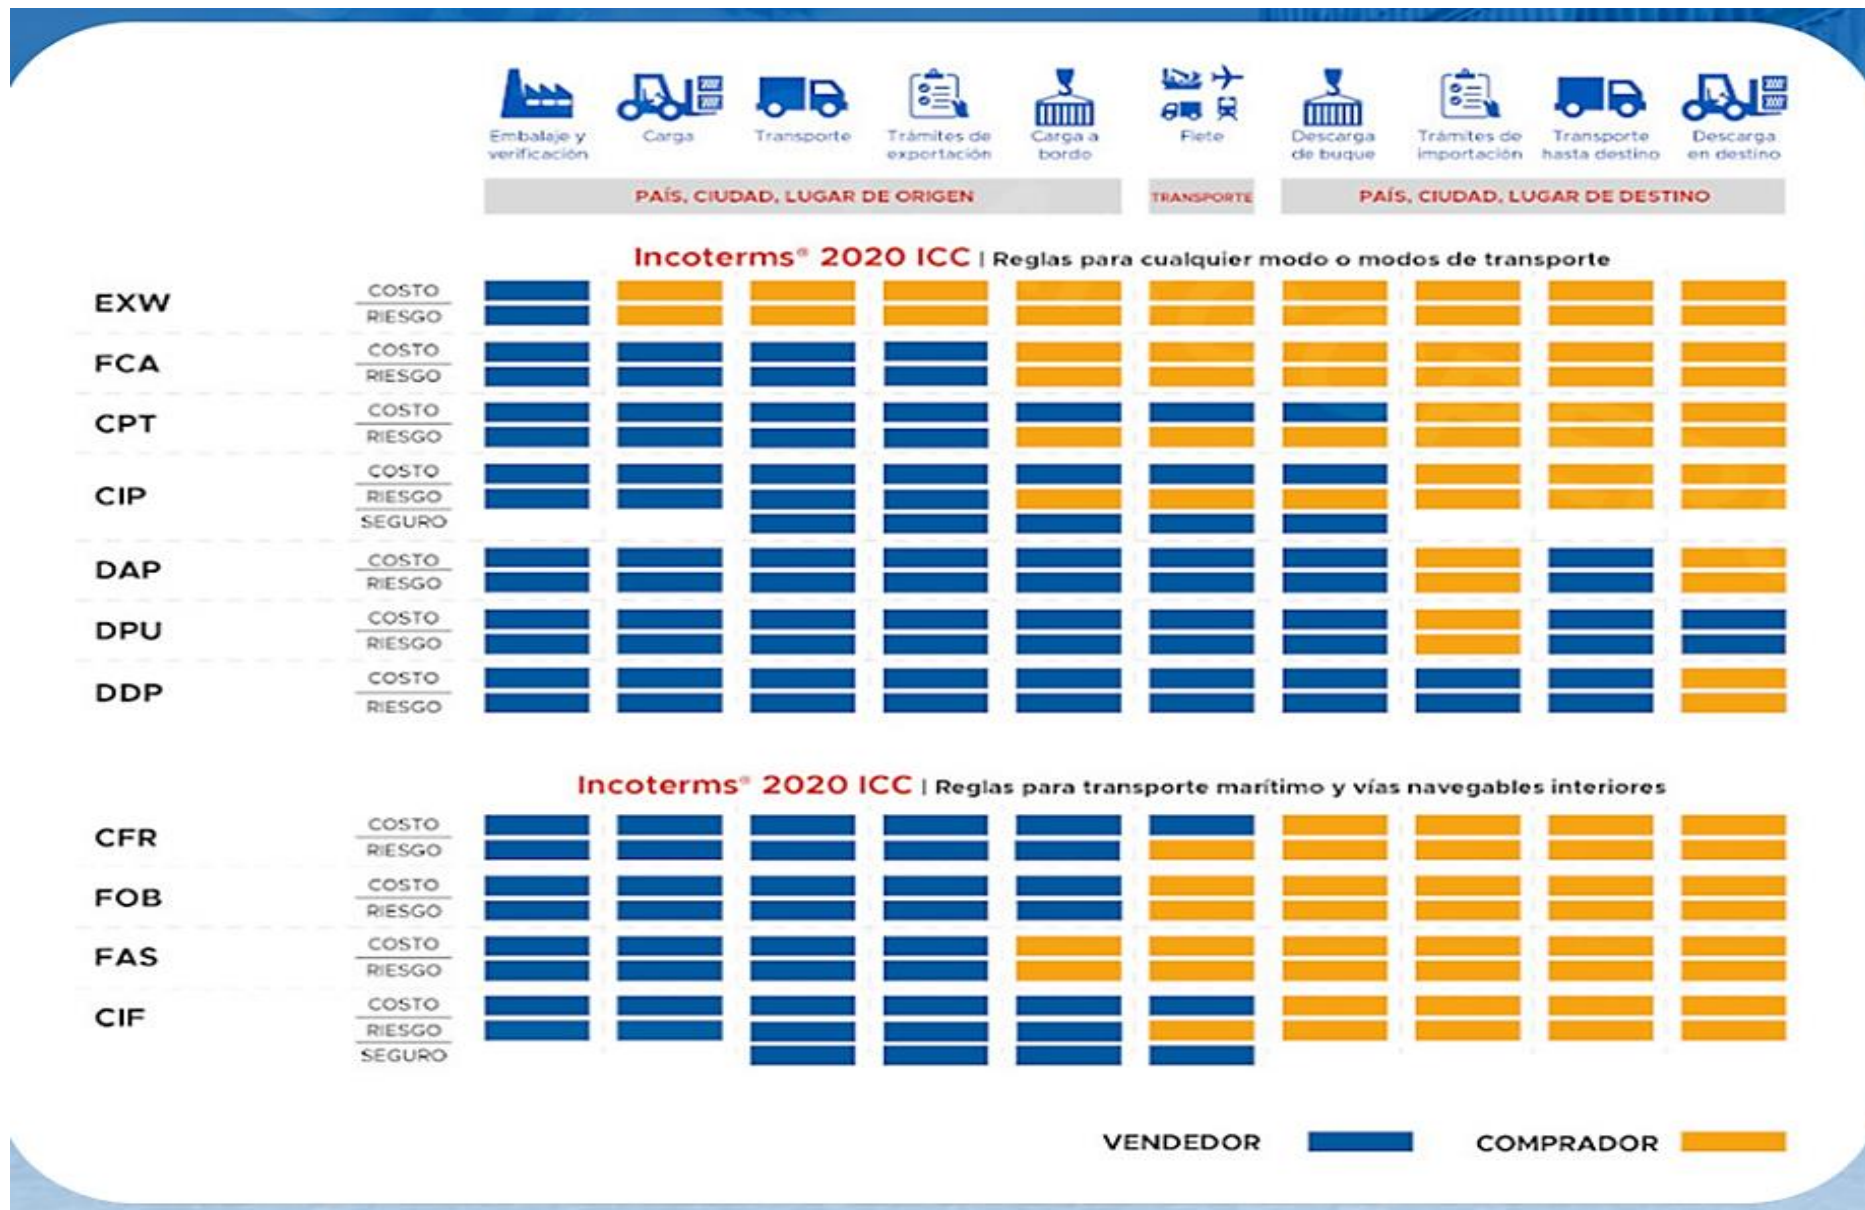 Embalaje y verificación
Carga
Transporte
Trámites de exportación
Carga a bordo
Flete
Descarga de buque
Trámites de importación
Transporte hasta destino
Descarga en destino
PAÍS, CIUDAD, LUGAR DE ORIGEN
TRANSPORTE
PAÍS, CIUDAD, LUGAR DE DESTINO
Incoterms® 2020 ICC | Reglas para cualquier modo o modos de transporte
EXW
COSTO
RIESGO
FCA
COSTO
RIESGO
CPT
COSTO
RIESGO
CIP
COSTO
RIESGO
SEGURO
DAP
COSTO
RIESGO
DPU
COSTO
RIESGO
DDP
COSTO
RIESGO
Incoterms® 2020 ICC | Reglas para transporte marítimo y vías navegables interiores
CFR
COSTO
RIESGO
FOB
COSTO
RIESGO
FAS
COSTO
RIESGO
CIF
COSTO
RIESGO
SEGURO
VENDEDOR
COMPRADOR